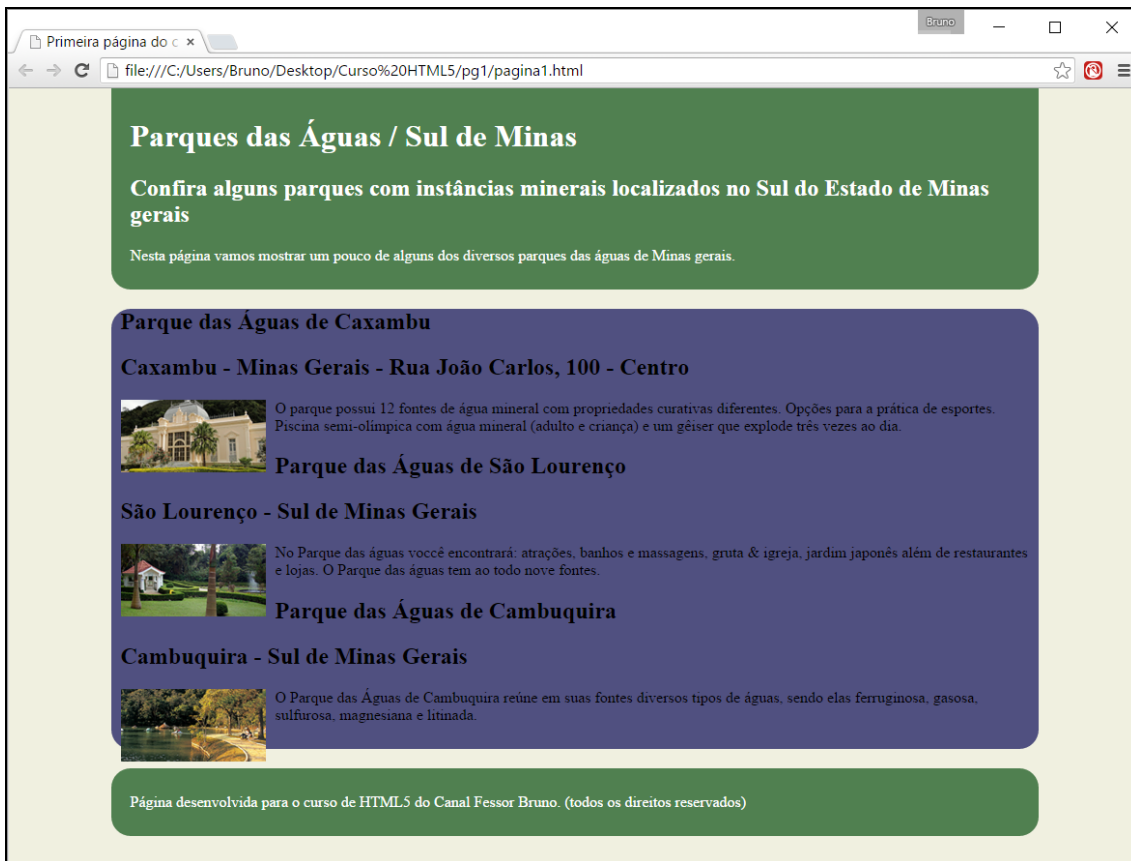 Bruno
Primeira página do c
file:///C:/Users/Bruno/Desktop/Curso%20HTML5/pg1/pagina1.html
Parques das Águas / Sul de Minas
Confira alguns parques com instâncias minerais localizados no Sul do Estado de Minas
gerais
Nesta página vamos mostrar um pouco de alguns dos diversos parques das águas de Minas gerais.
Parque das Águas de Caxambu
Caxambu - Minas Gerais - Rua João Carlos, 100 - Centro
O parque possui 12 fontes de água mineral com propriedades curativas diferentes. Opções para a prática de esportes.
Piscina semi-olímpica com água mineral (adulto e criança) e um gêiser que explode três vezes ao dia.
Parque das Águas de São Lourenço
São Lourenço - Sul de Minas Gerais
No Parque das águas voccê encontrará: atrações, banhos e massagens, gruta & igreja, jardim japonês além de restaurantes
e lojas. O Parque das águas tem ao todo nove fontes.
Parque das Águas de Cambuquira
Cambuquira - Sul de Minas Gerais
O Parque das Águas de Cambuquira reúne em suas fontes diversos tipos de águas, sendo elas ferruginosa, gasosa,
sulfurosa, magnesiana e litinada.
Página desenvolvida para o curso de HTML5 do Canal Fessor Bruno. (todos os direitos reservados)